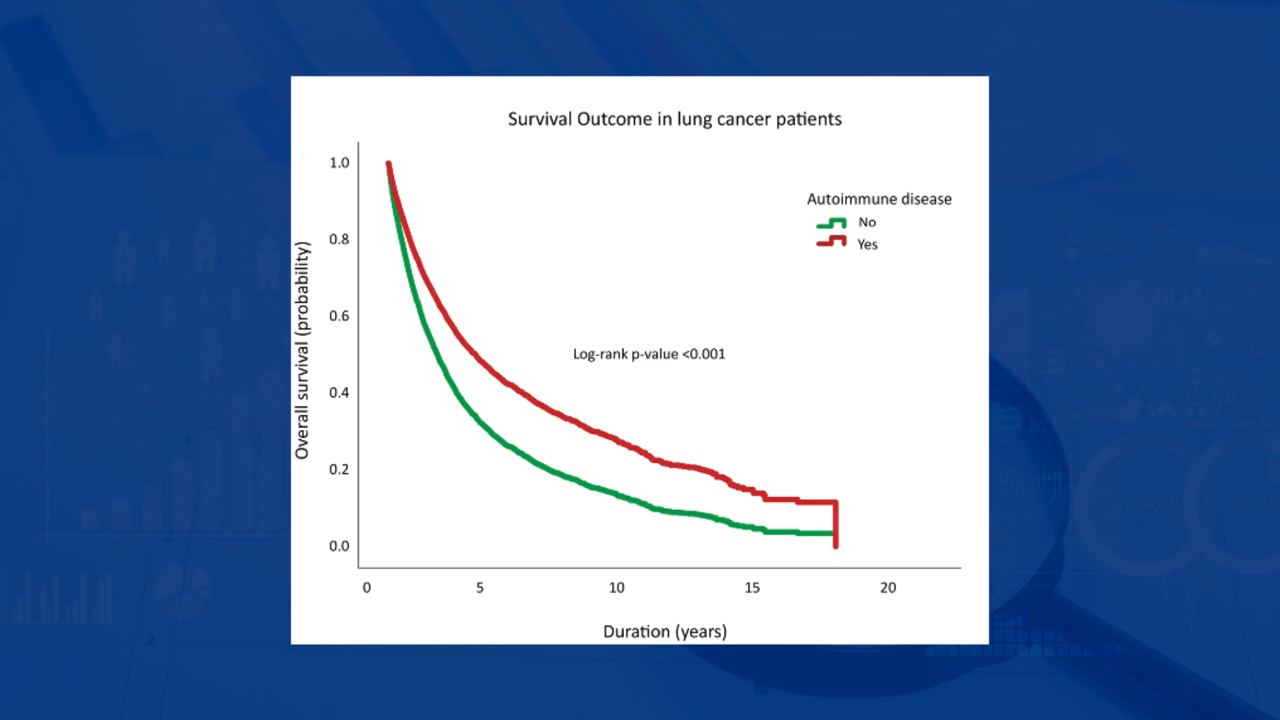 Survival Outcome in lung cancer patients
Overall survival (probability)
1.0
0.8
0.6
0.4
0.2
0.0
Autoimmune disease
No
Yes
Log-rank p-value <0.001
0 5 10 15 20
Duration (years)